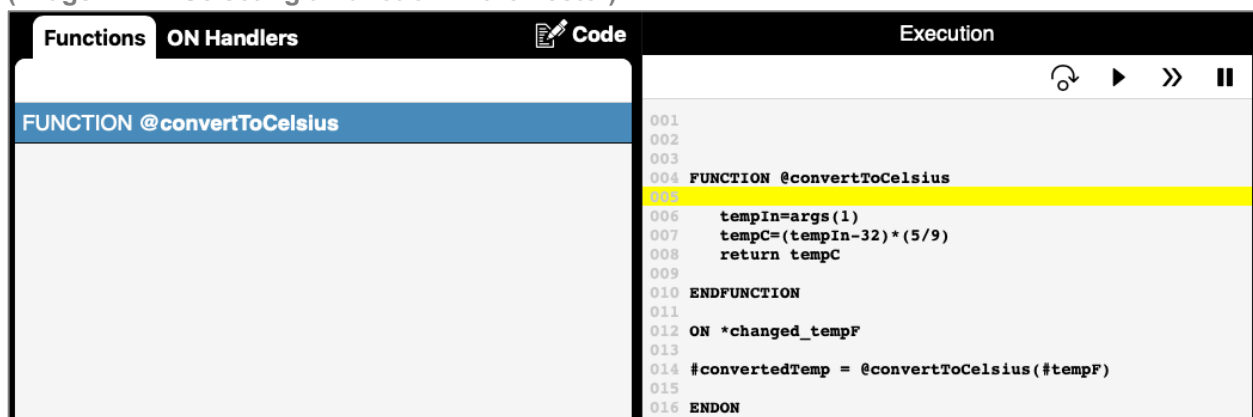 Functions
ON Handlers
Code
FUNCTION @convertToCelsius
Execution
001
002
003
004 FUNCTION @convertToCelsius
005
006 tempIn=args(1)
007 tempC=(tempIn-32)*(5/9)
008 return tempC
009
010 ENDFUNCTION
011
012 ON *changed_tempF
013
014 #convertedTemp = @convertToCelsius(#tempF)
015
016 ENDON